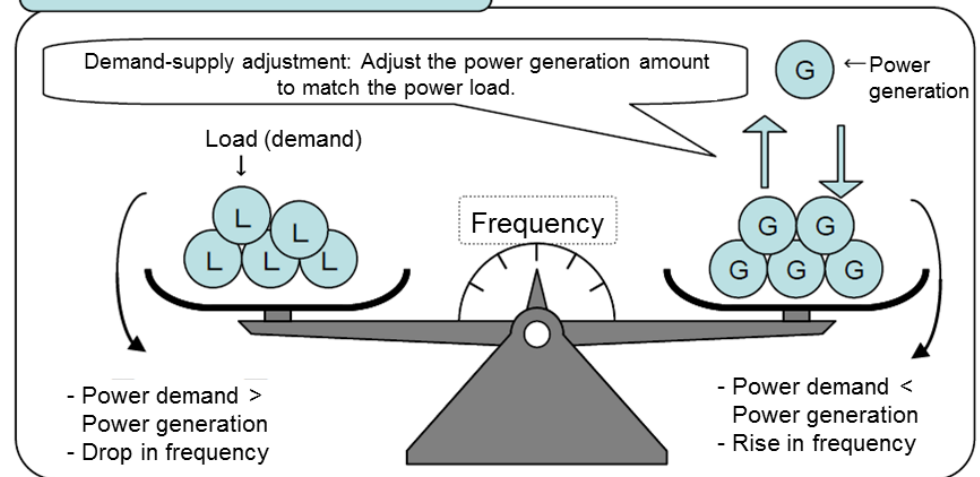 Demand-supply adjustment: Adjust the power generation amount
to match the power load.
G
←Power
generation
Load (demand)
↓
Frequency
L
L
L
L
L
G
G
G
G
G
- Power demand >
Power generation
- Drop in frequency
- Power demand <
Power generation
- Rise in frequency